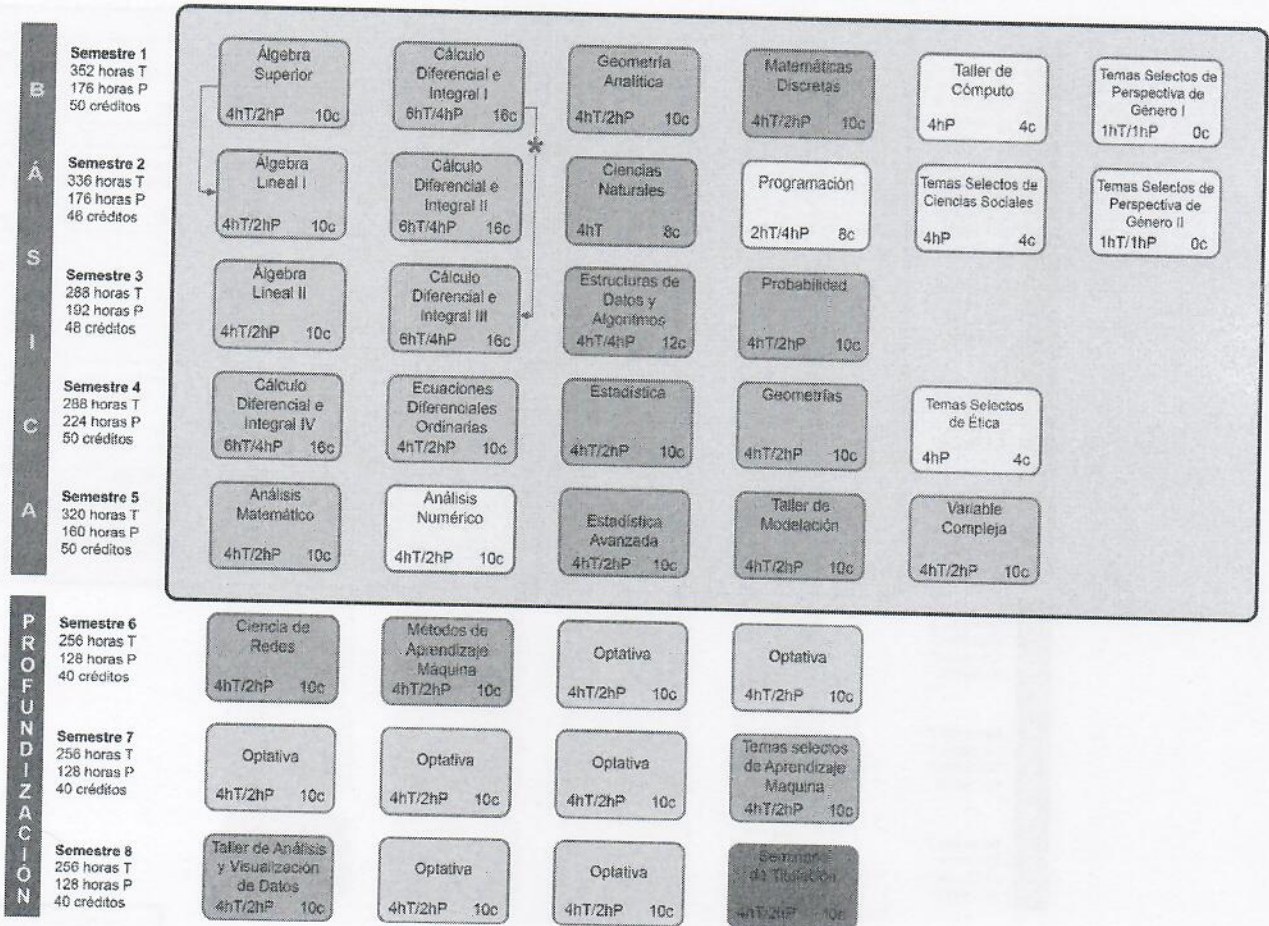 BÁSICA
Semestre 1
352 horas T
176 horas P
50 créditos
Álgebra
Superior
4hT/2hP 10c
Cálculo
Diferencial e
Integral I
6hT/4hP 16c
Geometría
Analítica
4hT/2hP 10c
Matemáticas
Discretas
4hT/2hP 10c
Taller de
Cómputo
4hP 4c
Temas Selectos de
Perspectiva de
Género I
1hT/1hP 0c
*
Semestre 2
336 horas T
176 horas P
46 créditos
Álgebra
Lineal I
4hT/2hP 10c
Cálculo
Diferencial e
Integral II
6hT/4hP 16c
Ciencias
Naturales
4hT 8c
Programación
2hT/4hP 8c
Temas Selectos de
Ciencias Sociales
4hP 4c
Temas Selectos de
Perspectiva de
Género II
1hT/1hP 0c
Semestre 3
288 horas T
192 horas P
48 créditos
Álgebra
Lineal II
4hT/2hP 10c
Cálculo
Diferencial e
Integral III
6hT/4hP 16c
Estructuras de
Datos y
Algoritmos
4hT/4hP 12c
Probabilidad
4hT/2hP 10c
Semestre 4
288 horas T
224 horas P
50 créditos
Cálculo
Diferencial e
Integral IV
6hT/4hP 16c
Ecuaciones
Diferenciales
Ordinarias
4hT/2hP 10c
Estadística
4hT/2hP 10c
Geometrías
4hT/2hP 10c
Temas Selectos
de Ética
4hP 4c
Semestre 5
320 horas T
160 horas P
50 créditos
Análisis
Matemático
4hT/2hP 10c
Análisis
Numérico
4hT/2hP 10c
Estadística
Avanzada
4hT/2hP 10c
Taller de
Modelación
4hT/2hP 10c
Variable
Compleja
4hT/2hP 10c
PROFUNDIZACIÓN
Semestre 6
256 horas T
128 horas P
40 créditos
Ciencia de
Redes
4hT/2hP 10c
Métodos de
Aprendizaje
Máquina
4hT/2hP 10c
Optativa
4hT/2hP 10c
Optativa
4hT/2hP 10c
Semestre 7
256 horas T
128 horas P
40 créditos
Optativa
4hT/2hP 10c
Optativa
4hT/2hP 10c
Optativa
4hT/2hP 10c
Temas selectos
de Aprendizaje
Maquina
4hT/2hP 10c
Semestre 8
256 horas T
128 horas P
40 créditos
Taller de Análisis
y Visualización
de Datos
4hT/2hP 10c
Optativa
4hT/2hP 10c
Optativa
4hT/2hP 10c
Seminario
de Titulación
4hT/2hP 10c